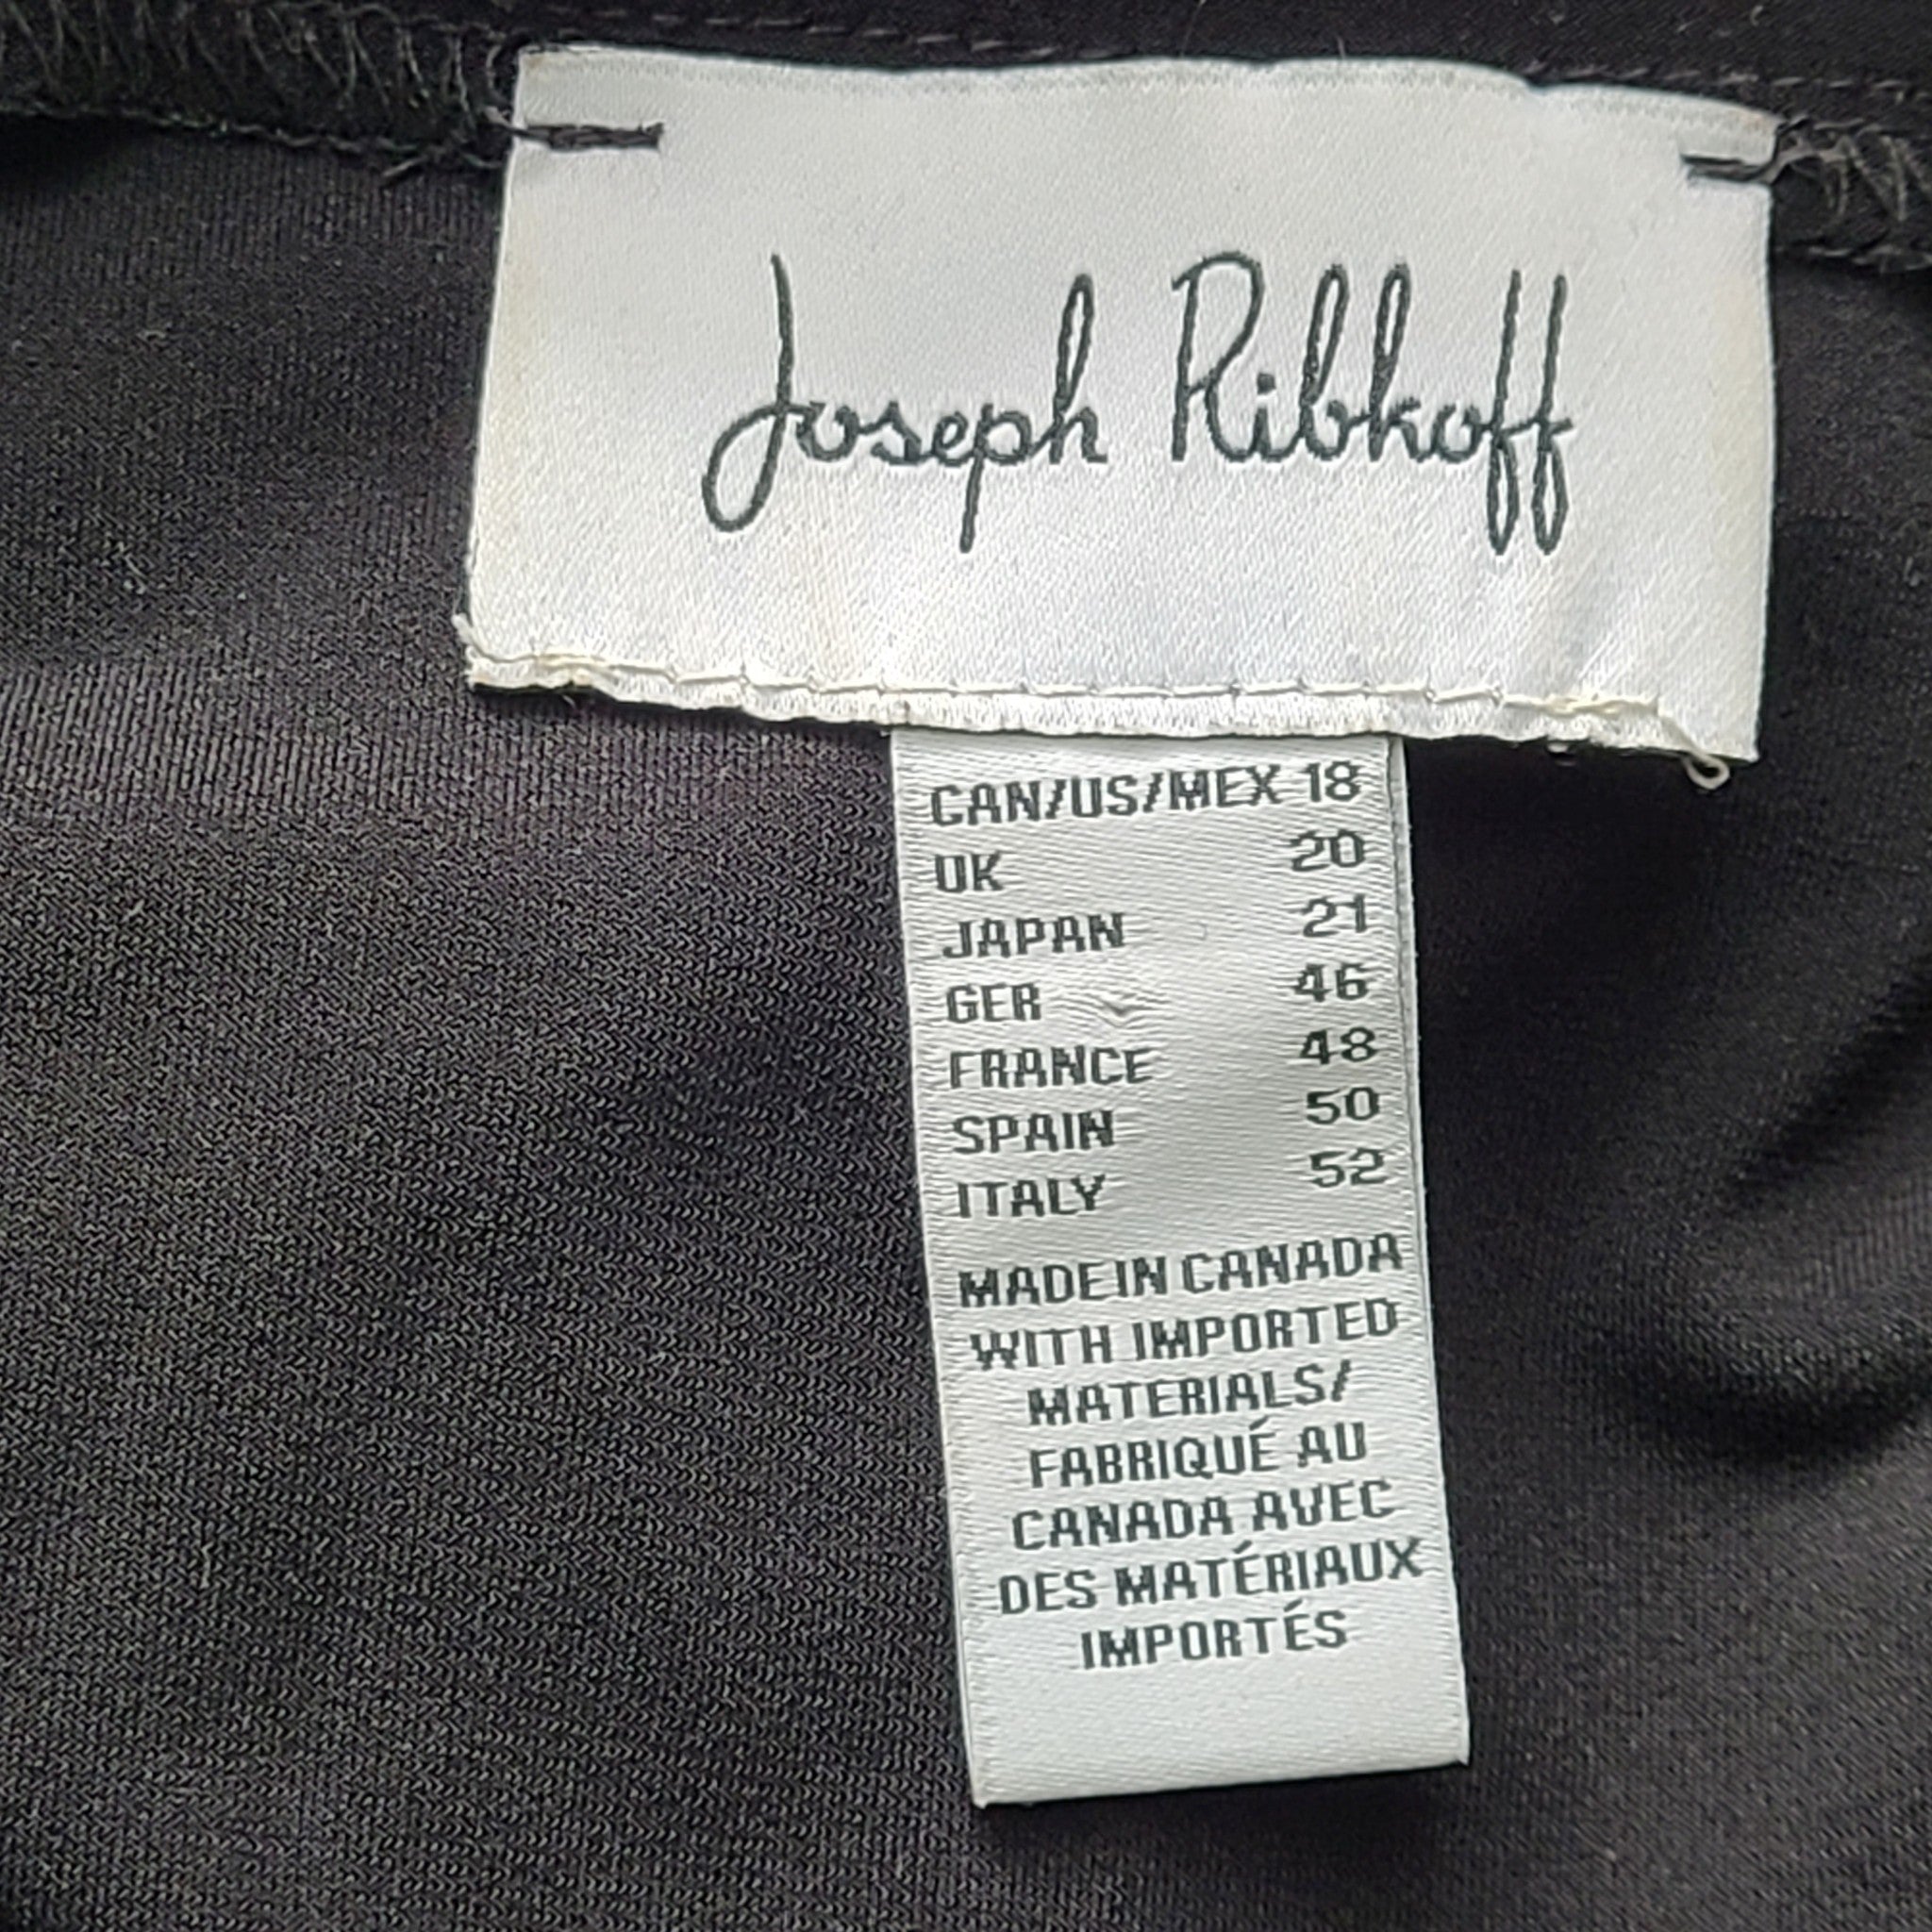 Joseph Ribkoff
CAN/US/MEX 18
UK 20
JAPAN 21
GER 46
FRANCE 48
SPAIN 50
ITALY 52
MADE IN CANADA
WITH IMPORTED
MATERIALS/
FABRIQUÉ AU
CANADA AVEC
DES MATÉRIAUX
IMPORTÉS